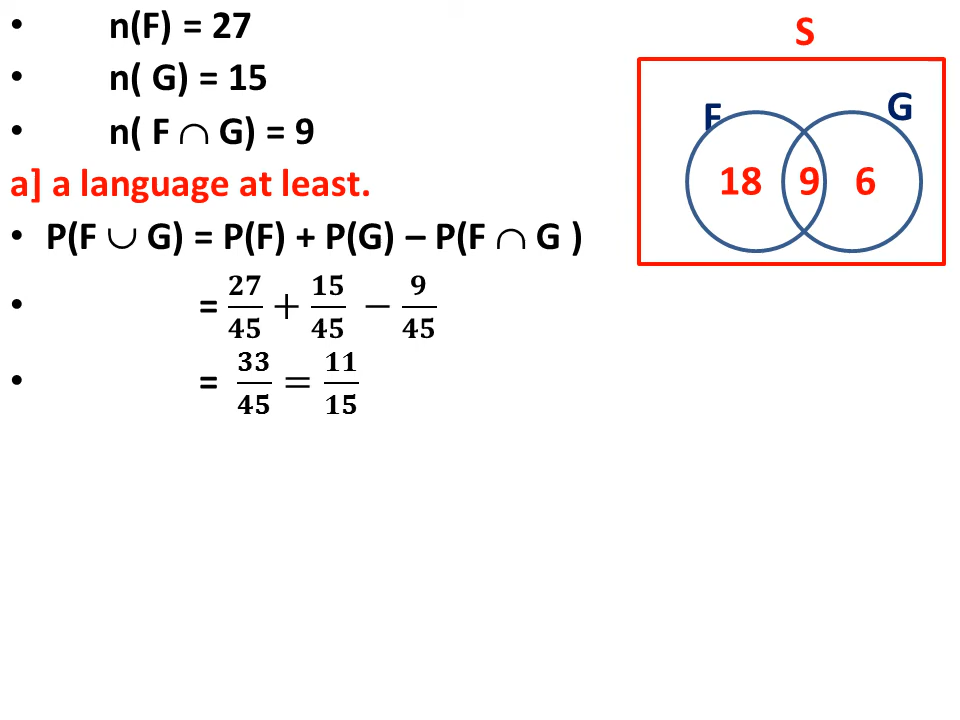 • n(F) = 27
• n( G) = 15
• n( F ∩ G) = 9
a] a language at least.
• P(F ∪ G) = P(F) + P(G) – P(F ∩ G )
• = 27/45 + 15/45 − 9/45
• = 33/45 = 11/15
S
F G
18 9 6